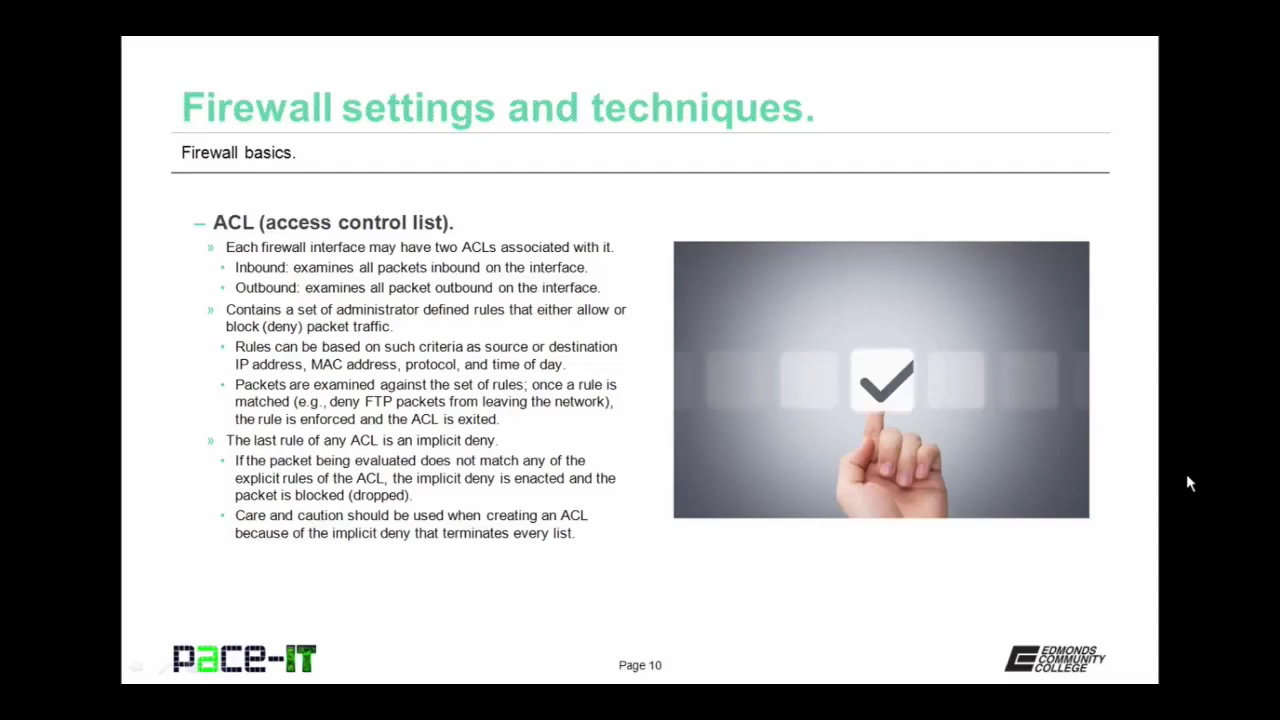 Firewall settings and techniques.
Firewall basics.
– ACL (access control list).
» Each firewall interface may have two ACLs associated with it.
• Inbound: examines all packets inbound on the interface.
• Outbound: examines all packet outbound on the interface.
» Contains a set of administrator defined rules that either allow or
block (deny) packet traffic.
• Rules can be based on such criteria as source or destination
IP address, MAC address, protocol, and time of day.
• Packets are examined against the set of rules; once a rule is
matched (e.g., deny FTP packets from leaving the network),
the rule is enforced and the ACL is exited.
» The last rule of any ACL is an implicit deny.
• If the packet being evaluated does not match any of the
explicit rules of the ACL, the implicit deny is enacted and the
packet is blocked (dropped).
• Care and caution should be used when creating an ACL
because of the implicit deny that terminates every list.
pace-IT
Page 10
EDMONDS
COMMUNITY
COLLEGE